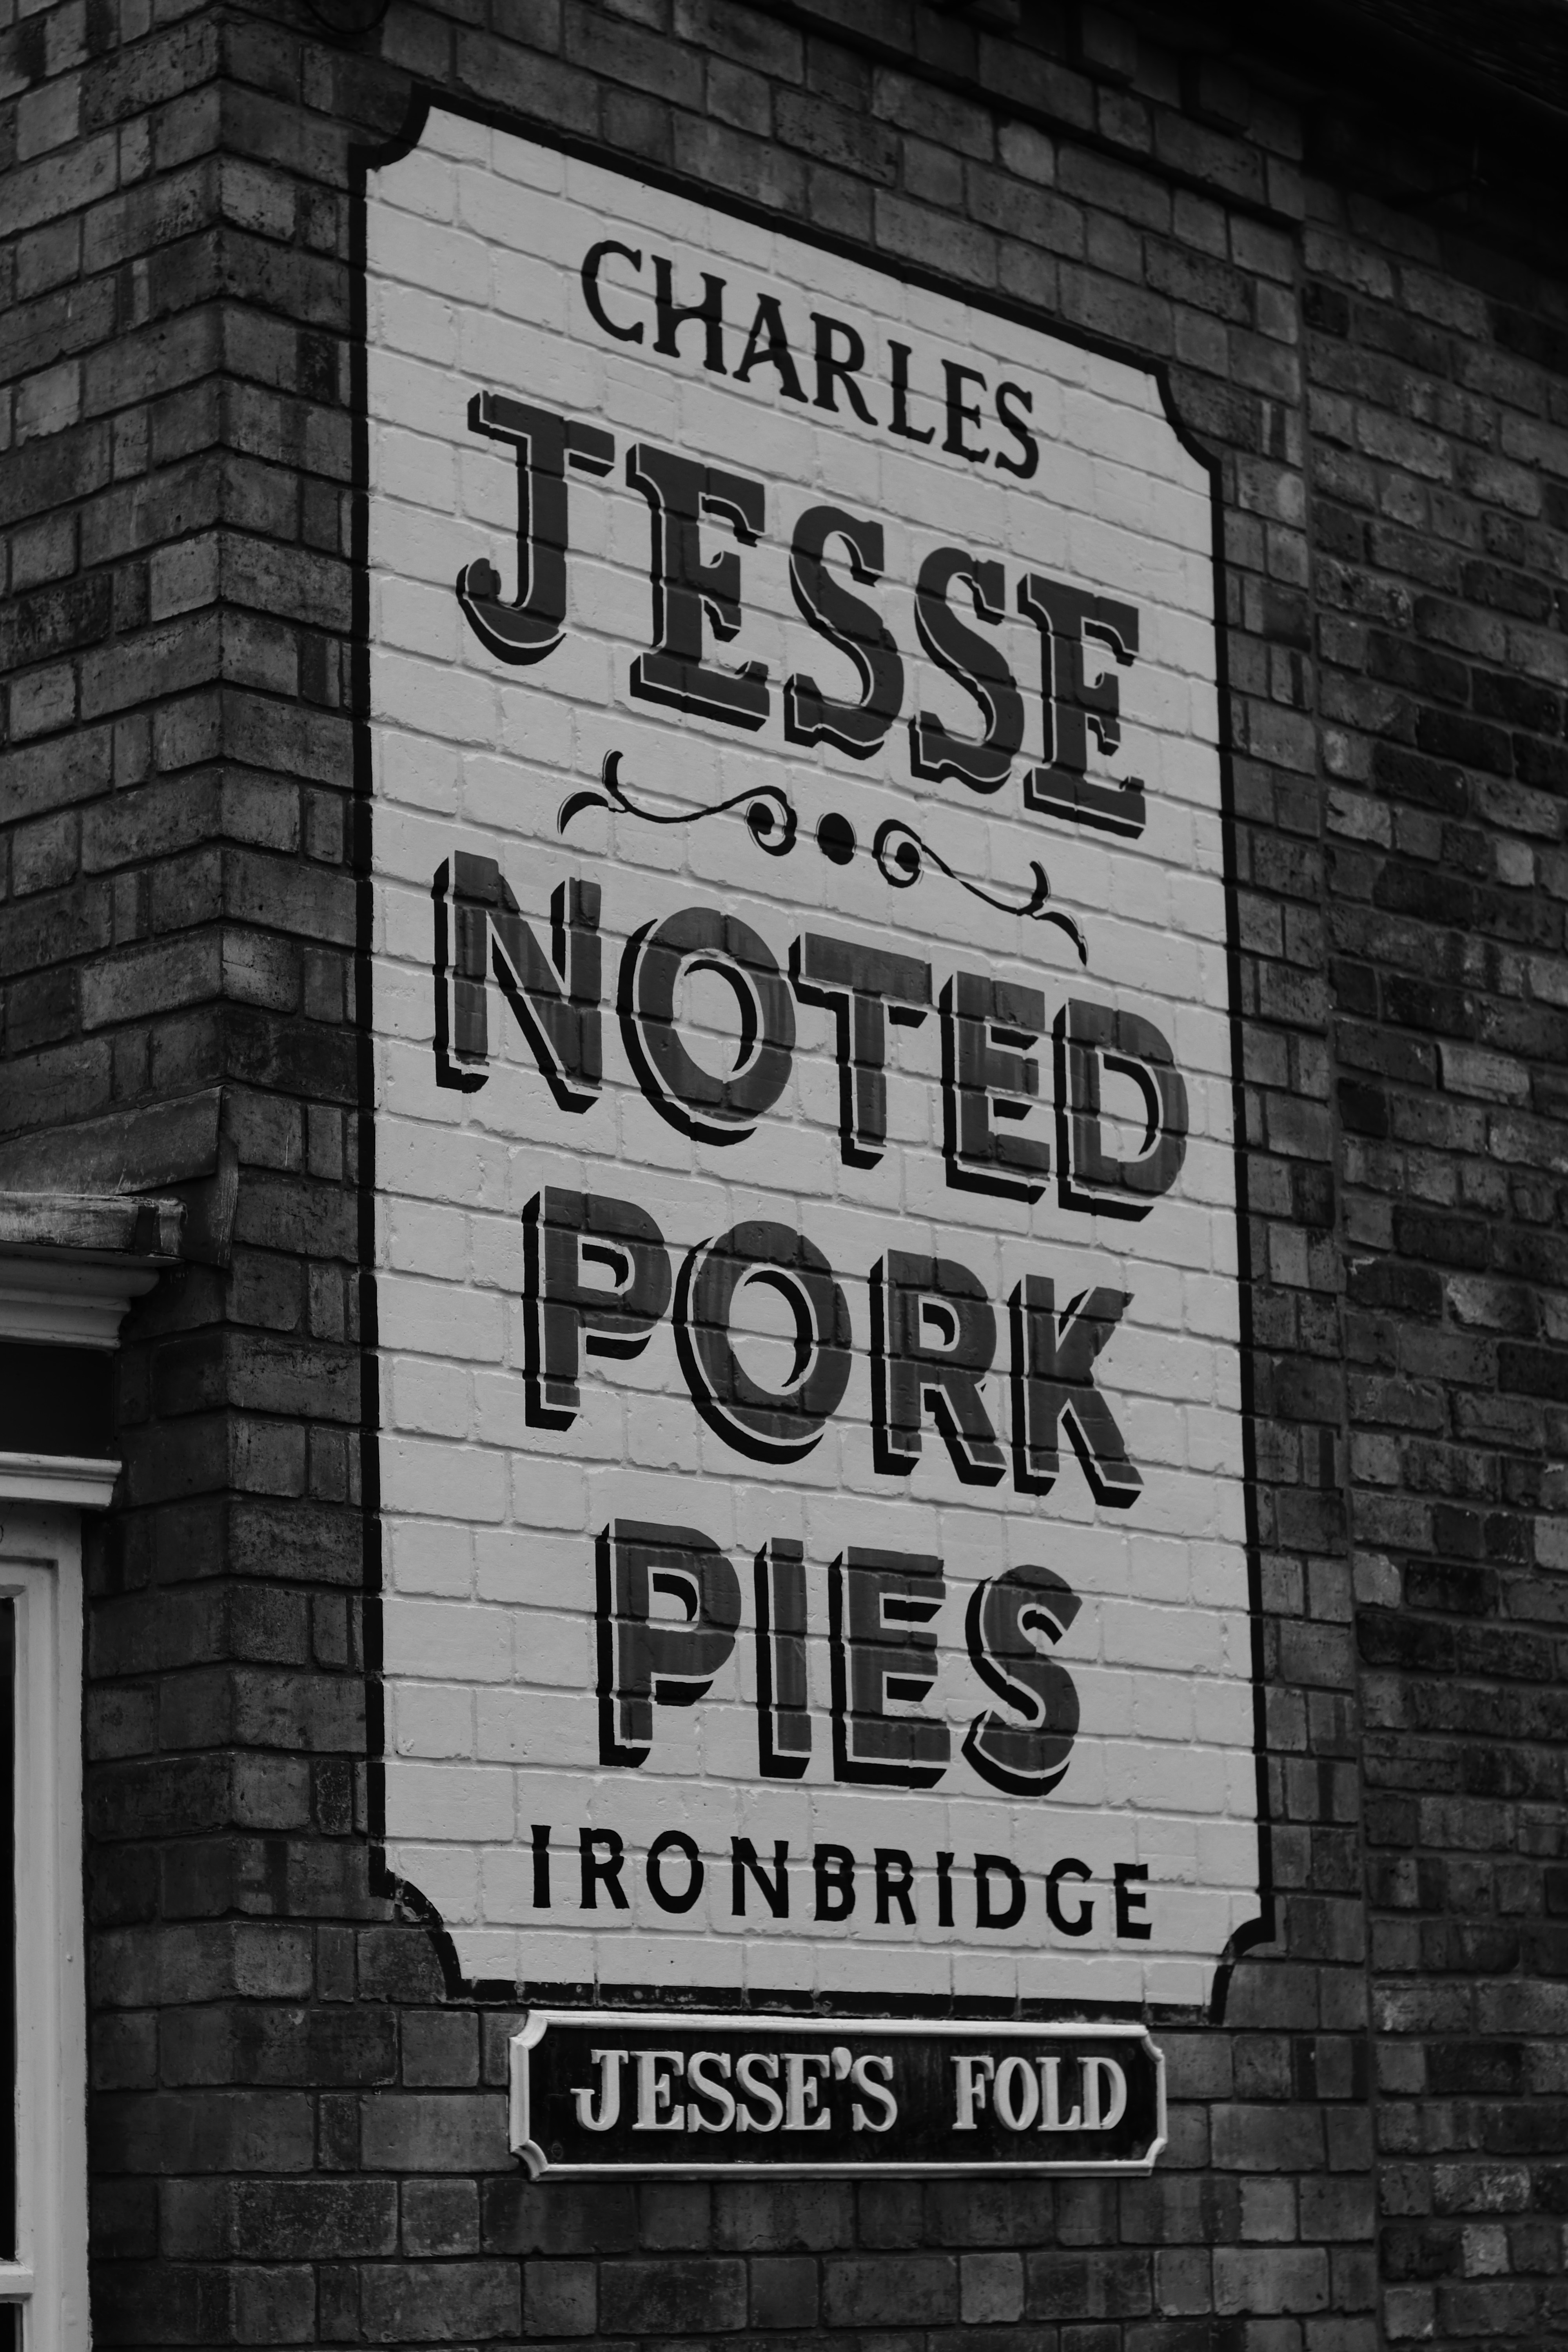 CHARLES
JESSE
NOTED
PORK
PIES
IRONBRIDGE
JESSE'S FOLD